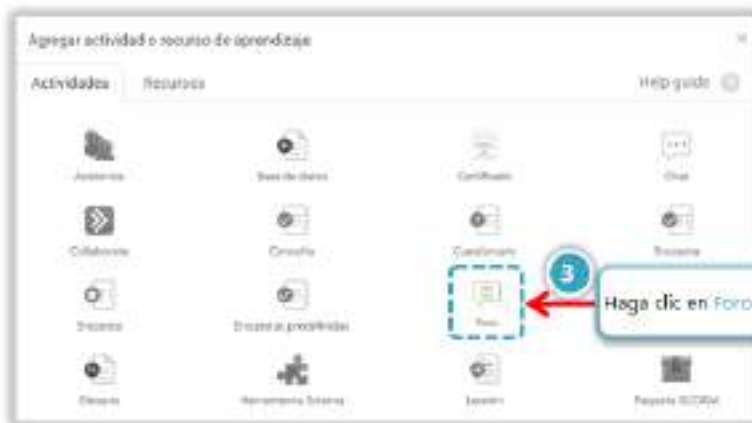 Agregar actividad o recurso de aprendizaje
Actividades Recursos Help guide
Asistencia Base de datos Certificado Chat
Collaborate Consulta Cuestionario Encuesta
Encuesta Encuestas predefinidas Foro
3
Haga clic en Foro
Glosario Herramienta Externa Lección Paquete SCORM